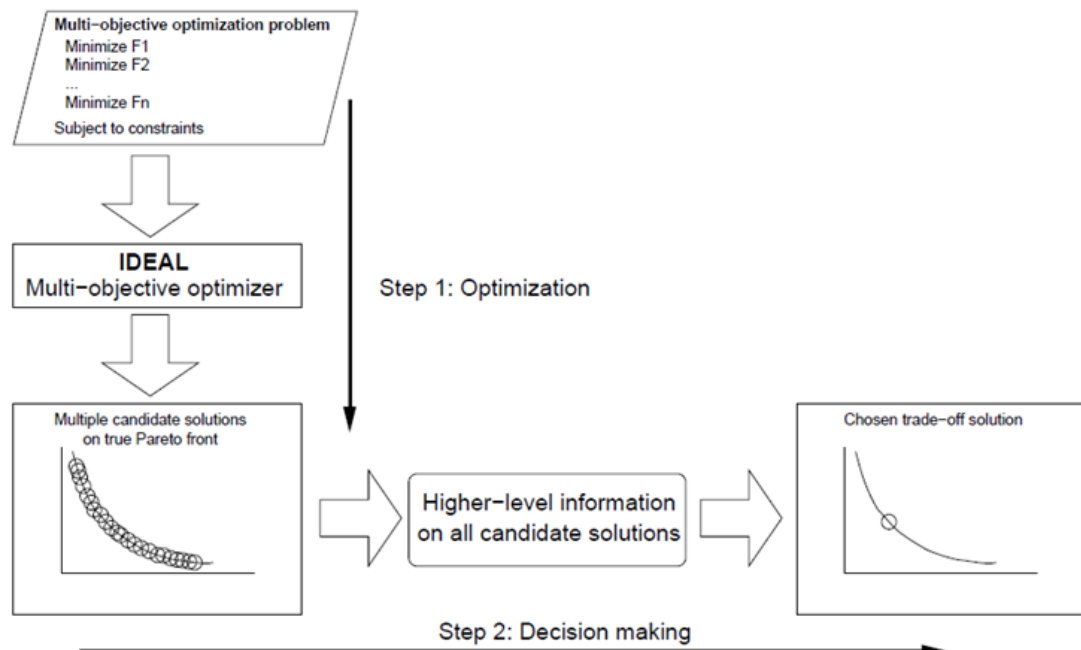 Multi-objective optimization problem
Minimize F1
Minimize F2
...
Minimize Fn
Subject to constraints
IDEAL
Multi-objective optimizer
Step 1: Optimization
Multiple candidate solutions
on true Pareto front
Higher-level information
on all candidate solutions
Chosen trade-off solution
Step 2: Decision making